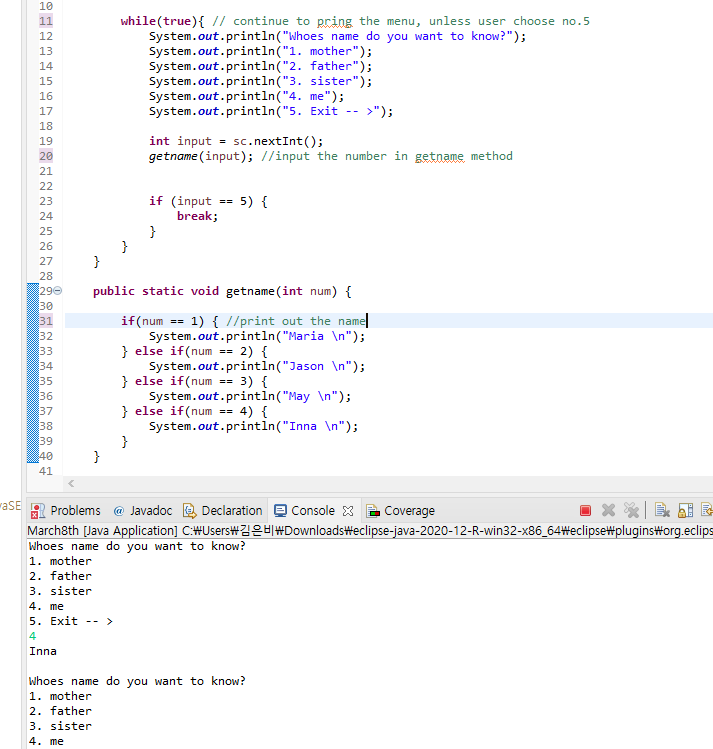 10
11 while(true){ // continue to pring the menu, unless user choose no.5
12 System.out.println("Whoes name do you want to know?");
13 System.out.println("1. mother");
14 System.out.println("2. father");
15 System.out.println("3. sister");
16 System.out.println("4. me");
17 System.out.println("5. Exit -- >");
18
19 int input = sc.nextInt();
20 getname(input); //input the number in getname method
21
22
23 if (input == 5) {
24 break;
25 }
26 }
27 }
28
29 public static void getname(int num) {
30
31 if(num == 1) { //print out the name
32 System.out.println("Maria \n");
33 } else if(num == 2) {
34 System.out.println("Jason \n");
35 } else if(num == 3) {
36 System.out.println("May \n");
37 } else if(num == 4) {
38 System.out.println("Inna \n");
39 }
40 }
41
vaSE
Problems @ Javadoc Declaration Console Coverage
March8th [Java Application] C:₩Users₩김은비₩Downloads₩eclipse-java-2020-12-R-win32-x86_64₩eclipse₩plugins₩org.eclips
Whoes name do you want to know?
1. mother
2. father
3. sister
4. me
5. Exit -- >
4
Inna
Whoes name do you want to know?
1. mother
2. father
3. sister
4. me